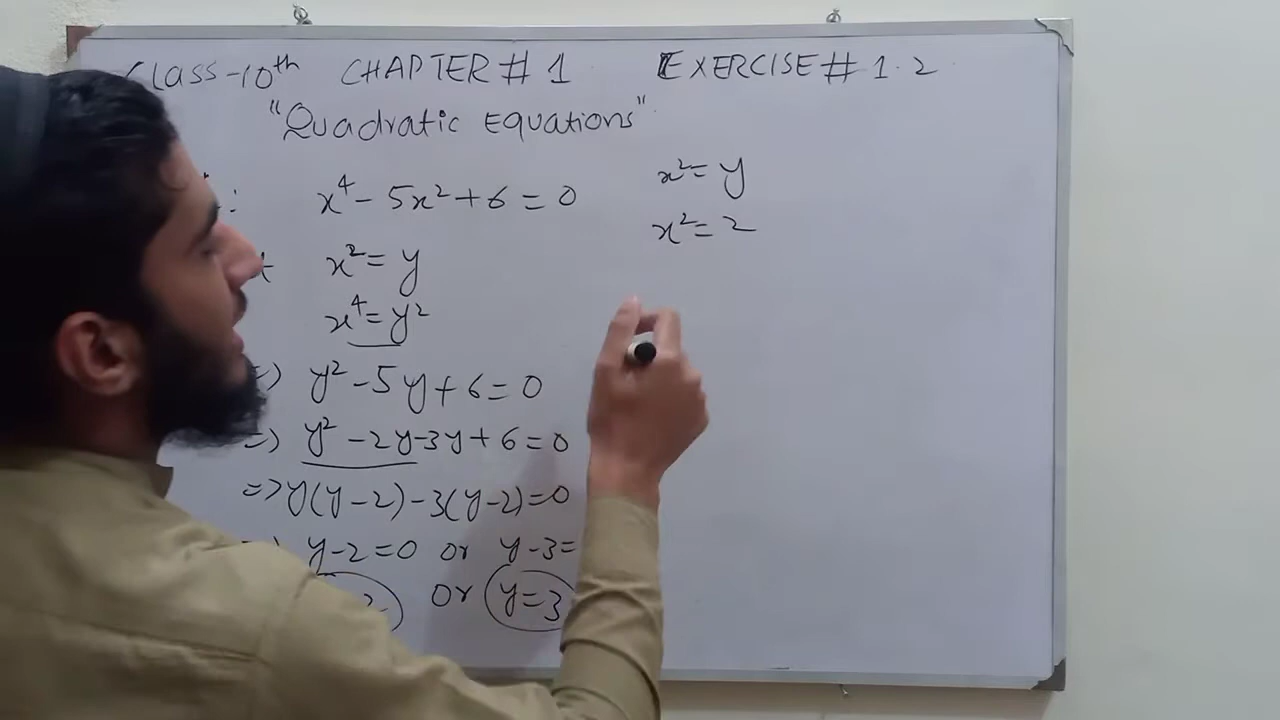 Class-10th CHAPTER # 1 EXERCISE # 1.2
"Quadratic Equations"
: x⁴ - 5x² + 6 = 0
x² = y
x⁴ = y²
=) y² - 5y + 6 = 0
=) y² - 2y - 3y + 6 = 0
=> y(y - 2) - 3(y - 2) = 0
y - 2 = 0 or y - 3 =
or y = 3
x² = y
x² = 2